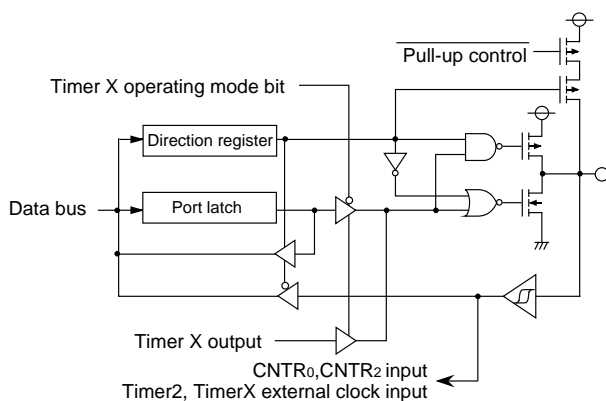 Pull-up control
Timer X operating mode bit
Direction register
Data bus
Port latch
Timer X output
CNTR0,CNTR2 input
Timer2, TimerX external clock input